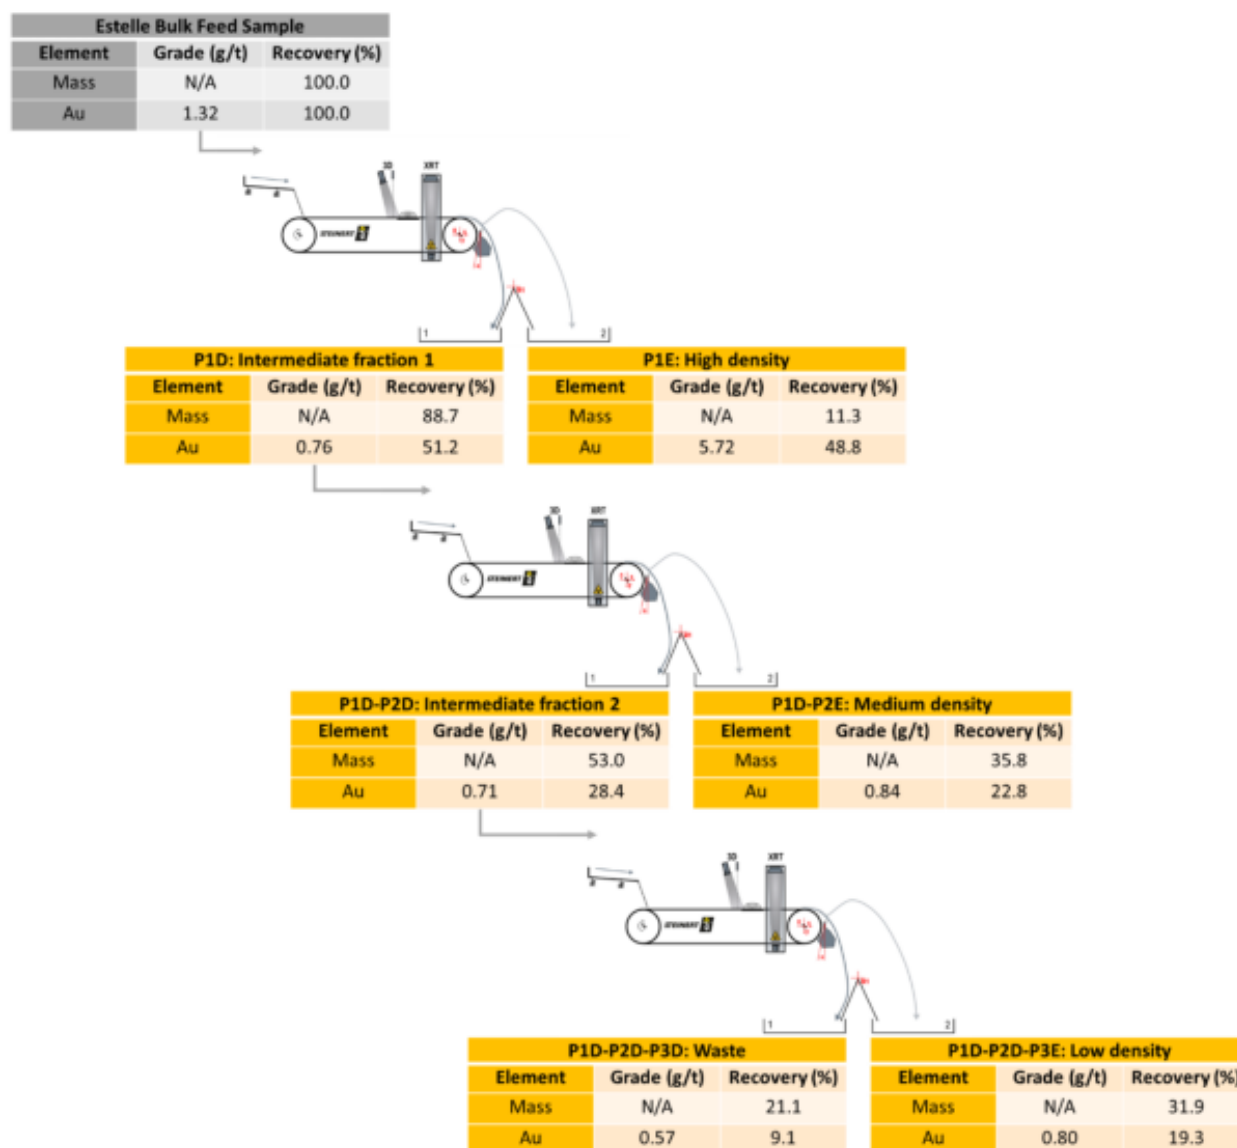 Estelle Bulk Feed Sample
Element Grade (g/t) Recovery (%)
Mass N/A 100.0
Au 1.32 100.0
3D XRT
STEINERT
1 2
P1D: Intermediate fraction 1
Element Grade (g/t) Recovery (%)
Mass N/A 88.7
Au 0.76 51.2
P1E: High density
Element Grade (g/t) Recovery (%)
Mass N/A 11.3
Au 5.72 48.8
3D XRT
STEINERT
1 2
P1D-P2D: Intermediate fraction 2
Element Grade (g/t) Recovery (%)
Mass N/A 53.0
Au 0.71 28.4
P1D-P2E: Medium density
Element Grade (g/t) Recovery (%)
Mass N/A 35.8
Au 0.84 22.8
3D XRT
STEINERT
1 2
P1D-P2D-P3D: Waste
Element Grade (g/t) Recovery (%)
Mass N/A 21.1
Au 0.57 9.1
P1D-P2D-P3E: Low density
Element Grade (g/t) Recovery (%)
Mass N/A 31.9
Au 0.80 19.3